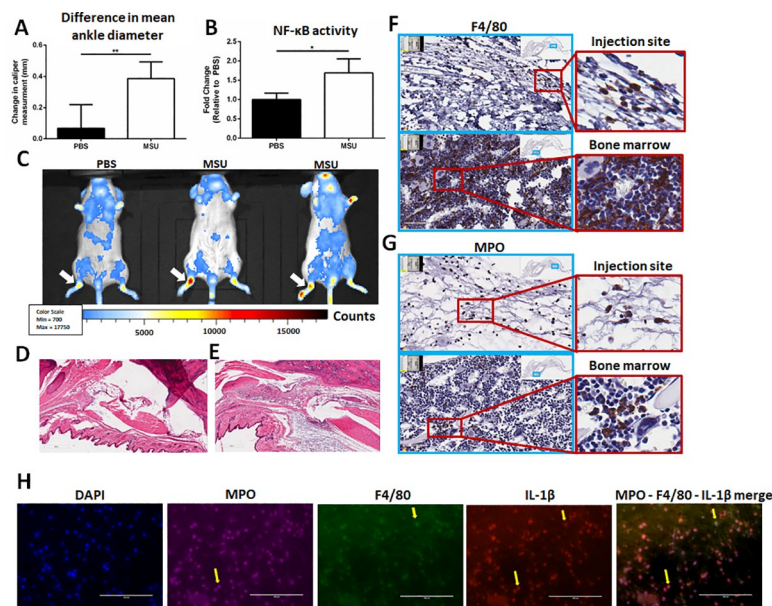 A
Difference in mean
ankle diameter
**
Change in caliper
measurment (mm)
0.6
0.4
0.2
0.0
PBS
MSU
B
NF-κB activity
*
Fold Change
(Relative to PBS)
2.5
2.0
1.5
1.0
0.5
0.0
PBS
MSU
C
PBS
MSU
MSU
Color Scale
Min = 700
Max = 17750
5000
10000
15000
Counts
D
E
F
F4/80
Injection site
Bone marrow
G
MPO
Injection site
Bone marrow
H
DAPI
MPO
F4/80
IL-1β
MPO - F4/80 - IL-1β merge